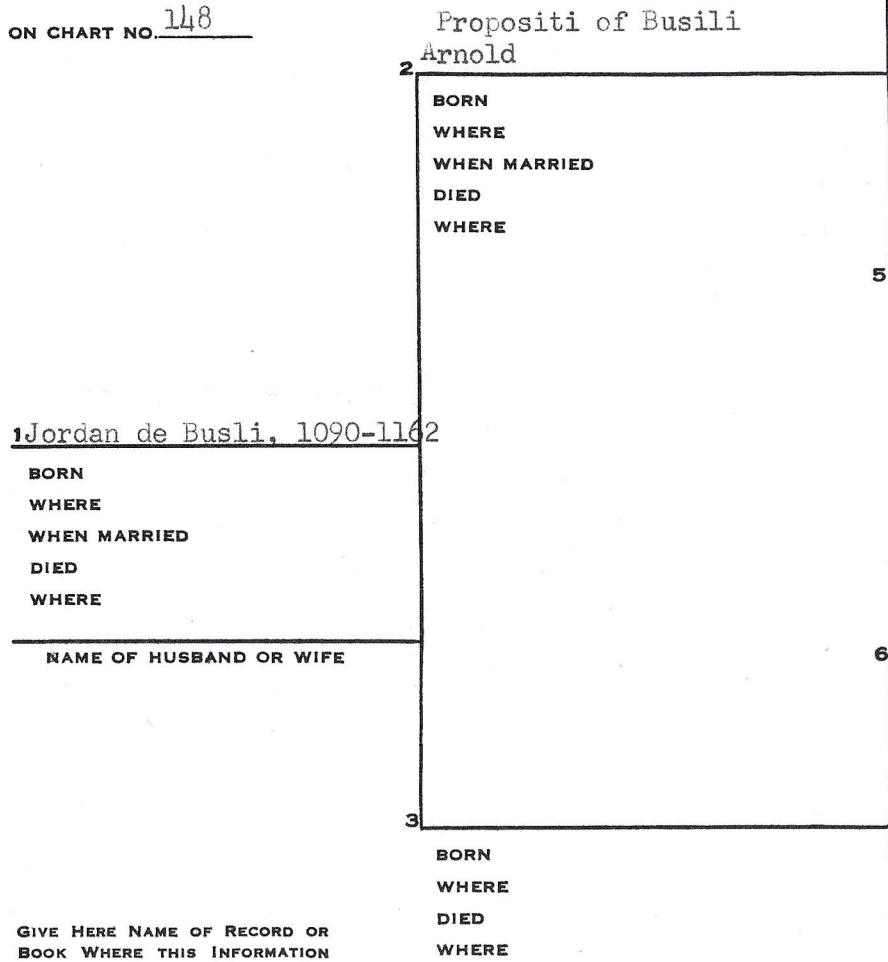 ON CHART NO. 148
Propositi of Busili
2 Arnold
BORN
WHERE
WHEN MARRIED
DIED
WHERE
5
1 Jordan de Busli, 1090-1162
BORN
WHERE
WHEN MARRIED
DIED
WHERE
NAME OF HUSBAND OR WIFE
6
3
BORN
WHERE
DIED
WHERE
GIVE HERE NAME OF RECORD OR
BOOK WHERE THIS INFORMATION